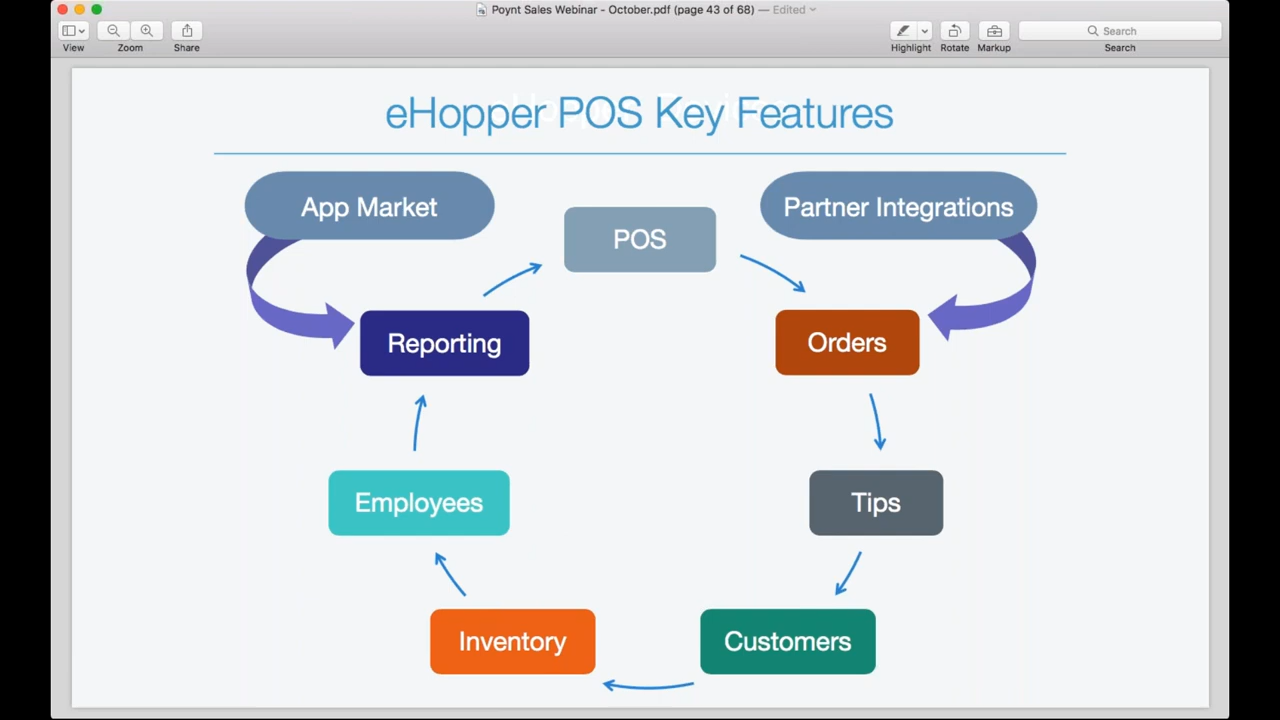 Poynt Sales Webinar - October.pdf (page 43 of 68) — Edited
View
Zoom
Share
Highlight
Rotate
Markup
Search
Search
eHopper POS Key Features
App Market
POS
Partner Integrations
Reporting
Orders
Employees
Tips
Inventory
Customers